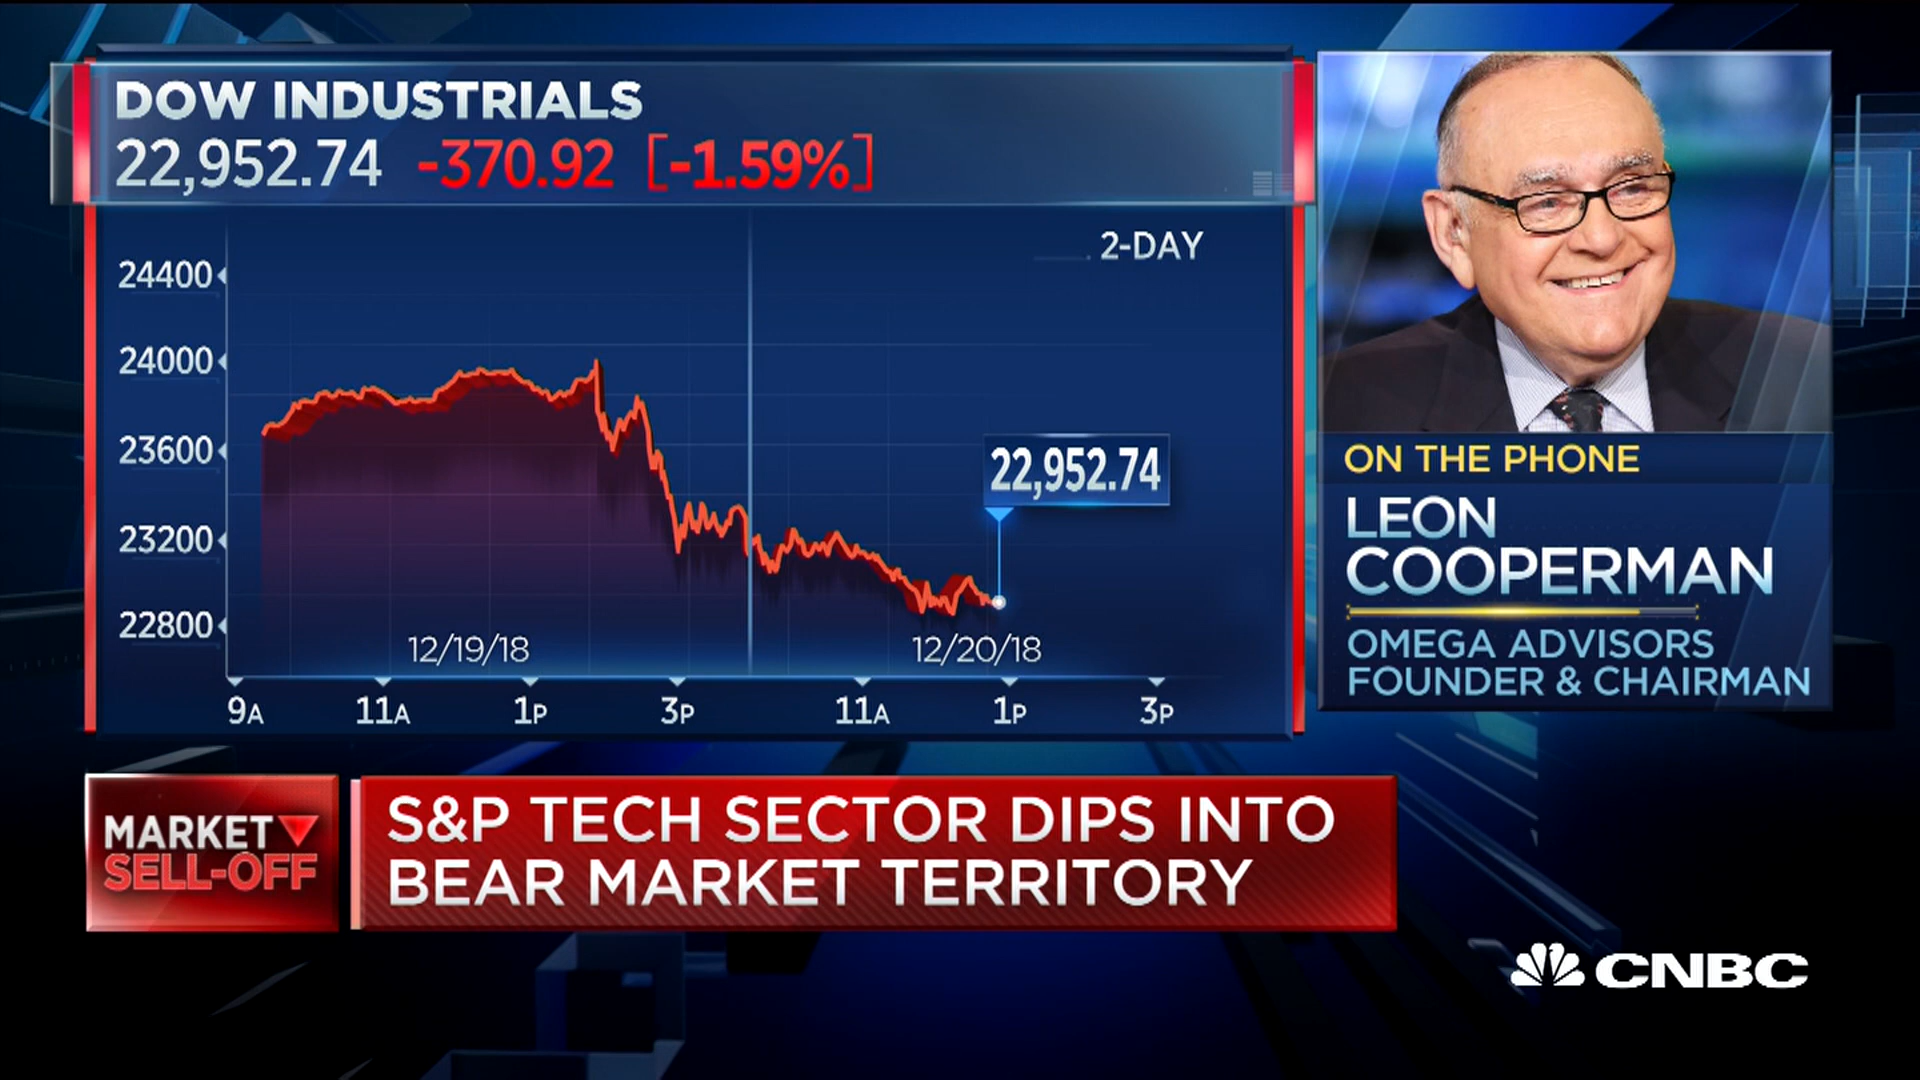 DOW INDUSTRIALS
22,952.74 -370.92 [-1.59%]
2-DAY
24400
24000
23600
23200
22800
22,952.74
12/19/18 12/20/18
9A 11A 1P 3P 11A 1P 3P
ON THE PHONE
LEON
COOPERMAN
OMEGA ADVISORS
FOUNDER & CHAIRMAN
MARKET
SELL-OFF
S&P TECH SECTOR DIPS INTO
BEAR MARKET TERRITORY
CNBC